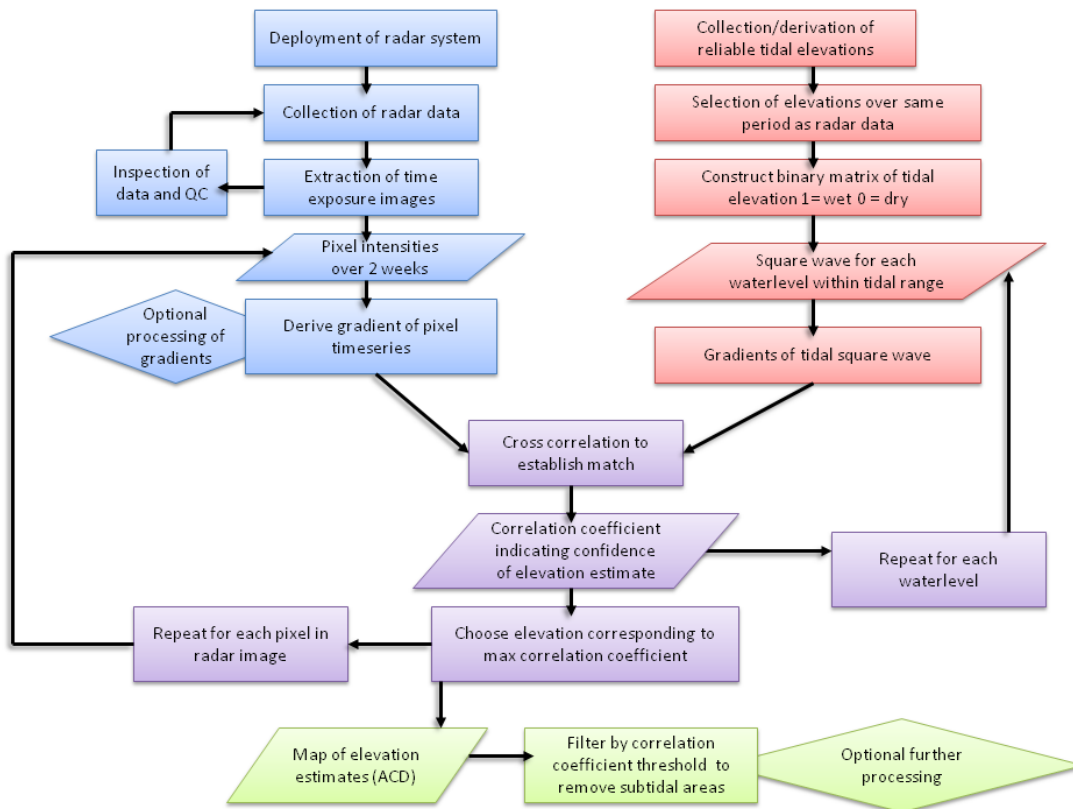 Deployment of radar system
Collection of radar data
Inspection of
data and QC
Extraction of time
exposure images
Pixel intensities
over 2 weeks
Optional
processing of
gradients
Derive gradient of pixel
timeseries
Collection/derivation of
reliable tidal elevations
Selection of elevations over same
period as radar data
Construct binary matrix of tidal
elevation 1= wet 0 = dry
Square wave for each
waterlevel within tidal range
Gradients of tidal square wave
Cross correlation to
establish match
Correlation coefficient
indicating confidence
of elevation estimate
Repeat for each
waterlevel
Repeat for each pixel in
radar image
Choose elevation corresponding to
max correlation coefficient
Map of elevation
estimates (ACD)
Filter by correlation
coefficient threshold to
remove subtidal areas
Optional further
processing